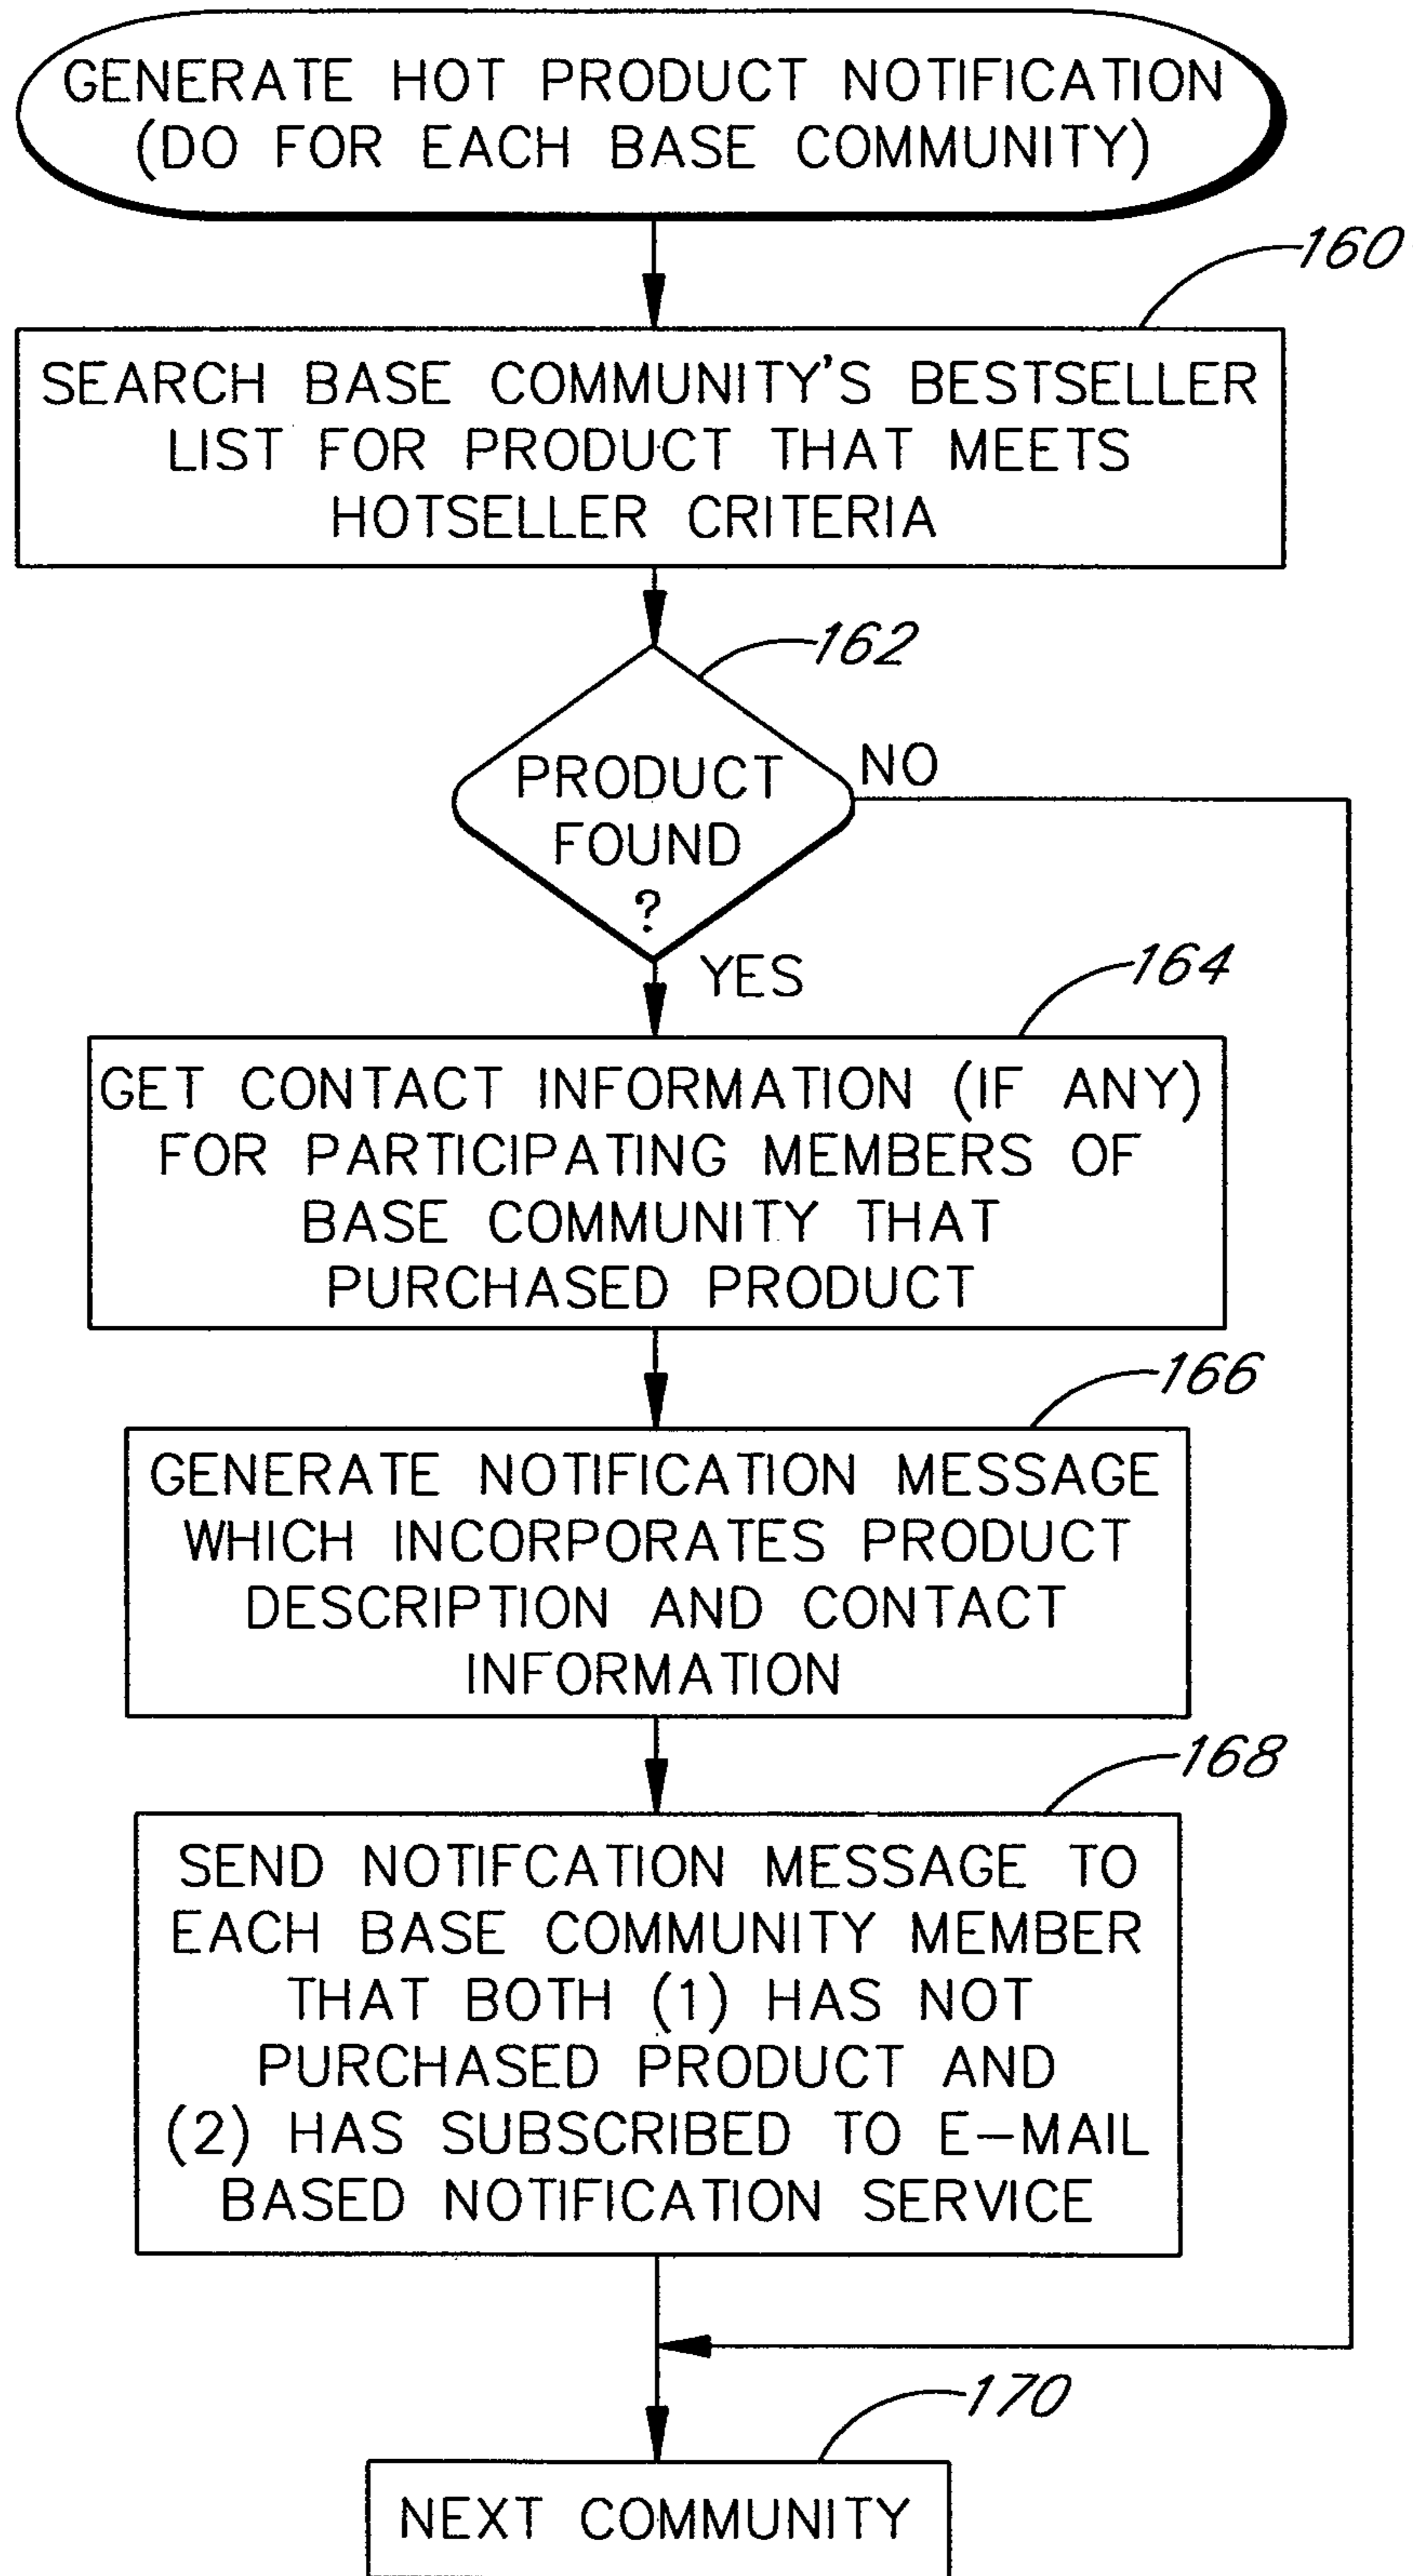 GENERATE HOT PRODUCT NOTIFICATION
(DO FOR EACH BASE COMMUNITY)
160
SEARCH BASE COMMUNITY'S BESTSELLER
LIST FOR PRODUCT THAT MEETS
HOTSELLER CRITERIA
162
PRODUCT
FOUND
?
NO
YES
164
GET CONTACT INFORMATION (IF ANY)
FOR PARTICIPATING MEMBERS OF
BASE COMMUNITY THAT
PURCHASED PRODUCT
166
GENERATE NOTIFICATION MESSAGE
WHICH INCORPORATES PRODUCT
DESCRIPTION AND CONTACT
INFORMATION
168
SEND NOTIFCATION MESSAGE TO
EACH BASE COMMUNITY MEMBER
THAT BOTH (1) HAS NOT
PURCHASED PRODUCT AND
(2) HAS SUBSCRIBED TO E-MAIL
BASED NOTIFICATION SERVICE
170
NEXT COMMUNITY